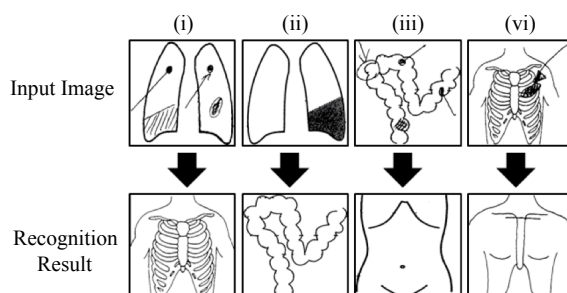 (i) (ii) (iii) (vi)
Input Image
Recognition
Result